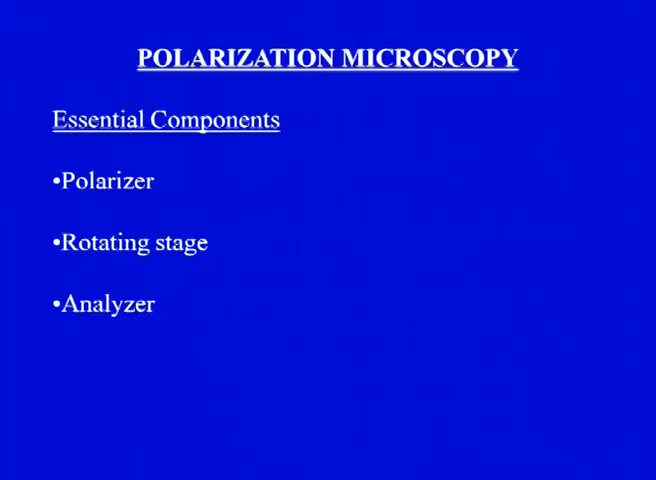 POLARIZATION MICROSCOPY
Essential Components
•Polarizer
•Rotating stage
•Analyzer